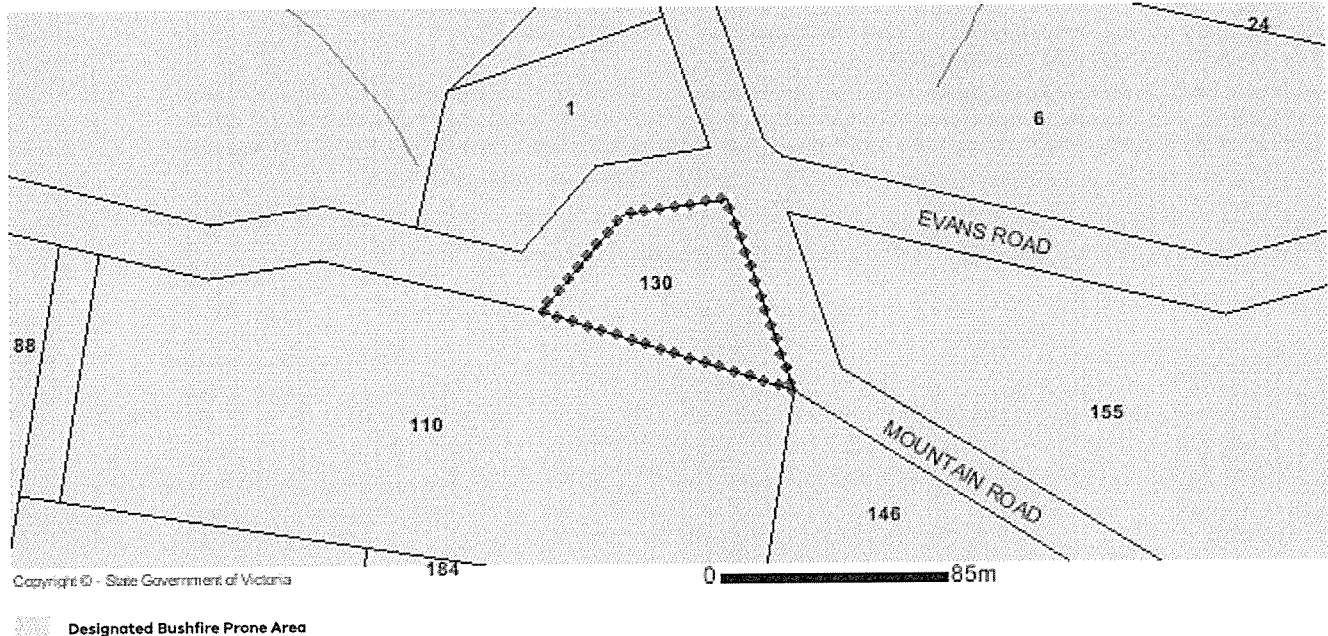 24
1
6
EVANS ROAD
130
88
110
155
MOUNTAIN ROAD
146
184
Copyright © - State Government of Victoria
0 85m
Designated Bushfire Prone Area